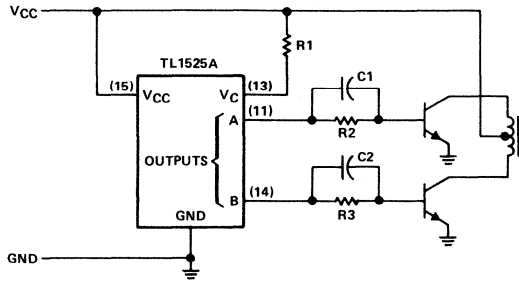 VCC
R1
TL1525A
(15)
(13)
VCC
VC
C1
(11)
A
R2
OUTPUTS
C2
(14)
B
R3
GND
GND